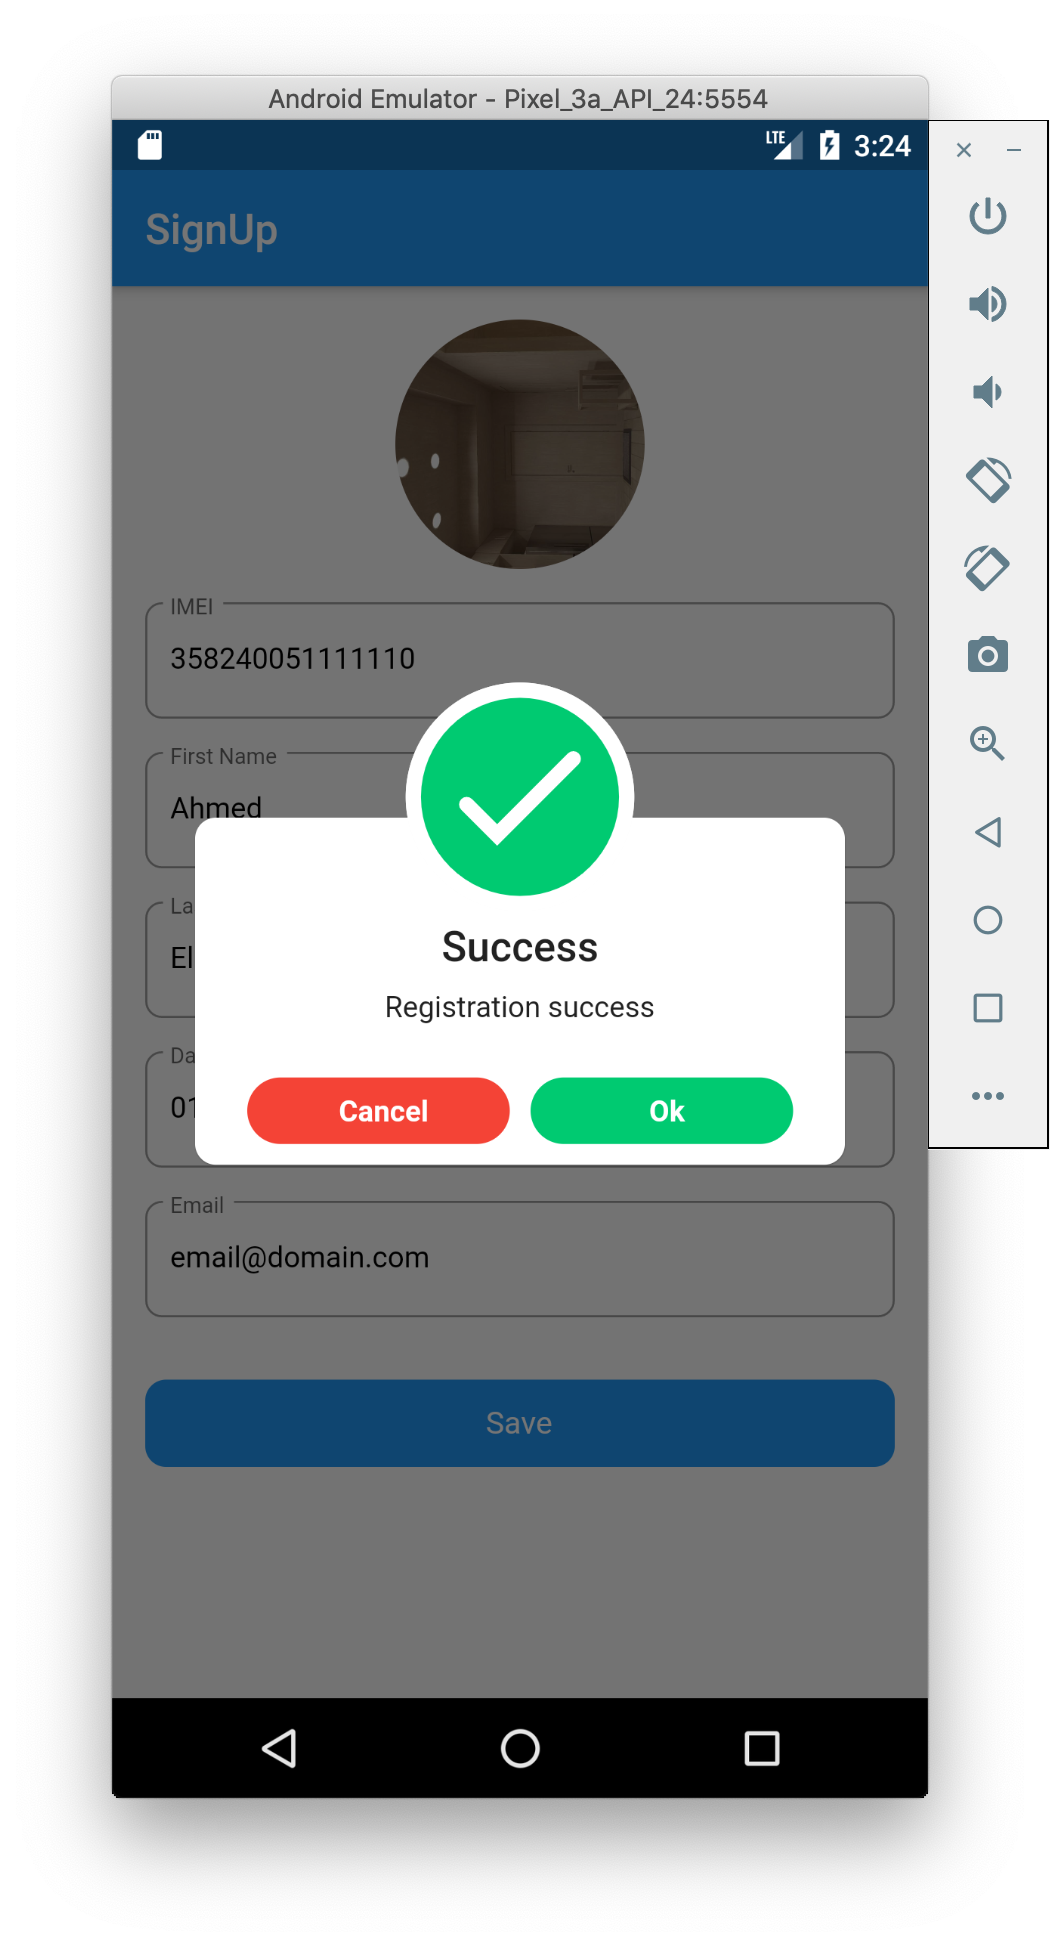 Android Emulator - Pixel_3a_API_24:5554
LTE 3:24
SignUp
IMEI
358240051111110
First Name
Ahmed
La
El
Success
Registration success
Da
01
Cancel Ok
Email
email@domain.com
Save